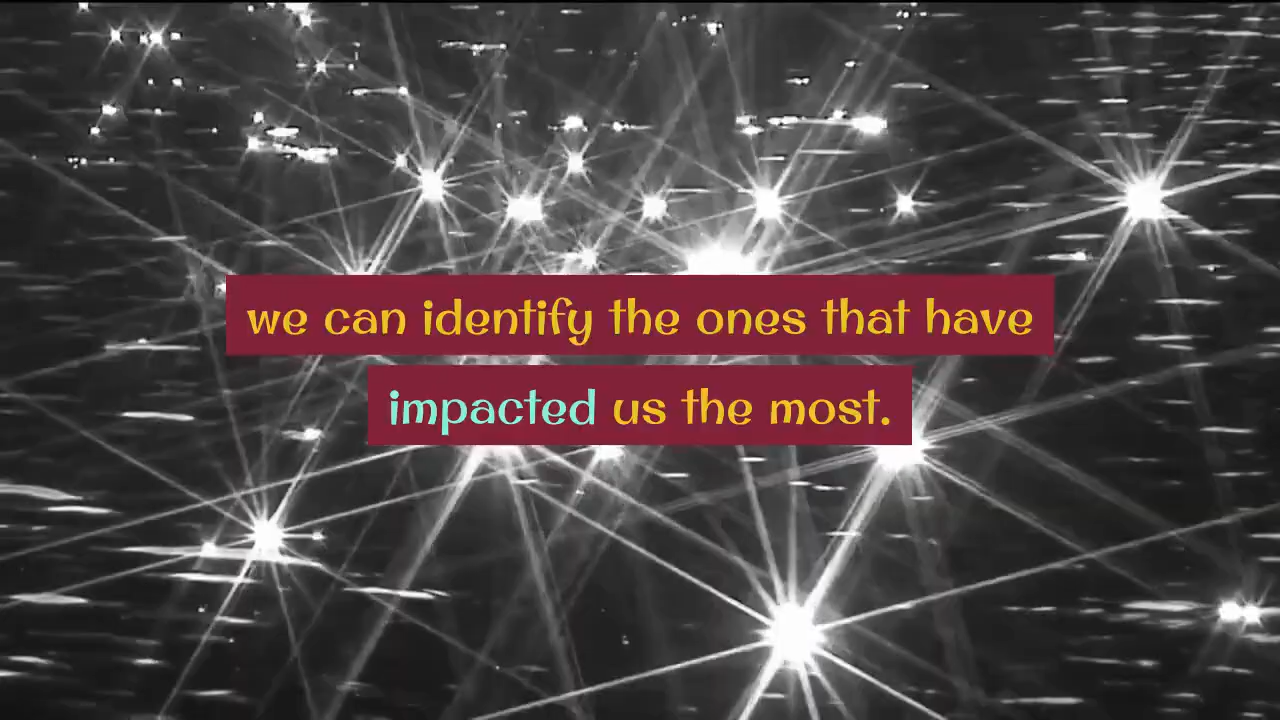 we can identify the ones that have
impacted us the most.